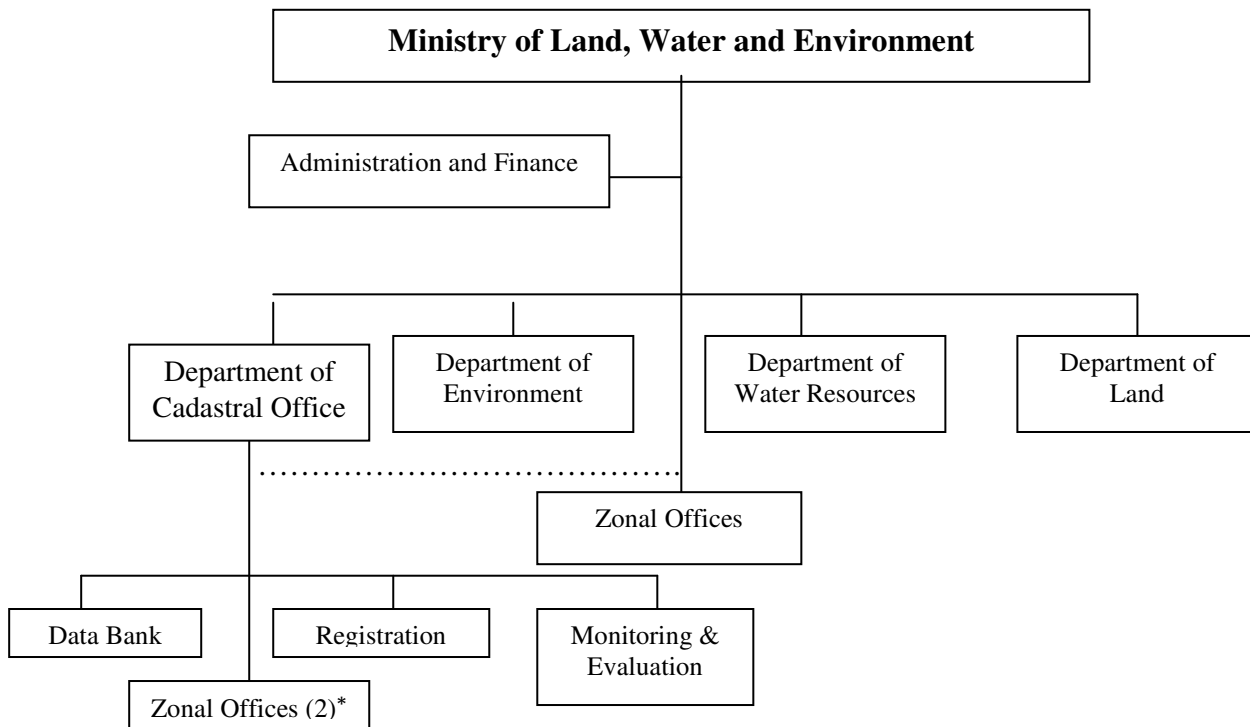 Ministry of Land, Water and Environment
Administration and Finance
Department of
Cadastral Office
Department of
Environment
Department of
Water Resources
Department of
Land
Zonal Offices
Data Bank
Registration
Monitoring &
Evaluation
Zonal Offices (2)*